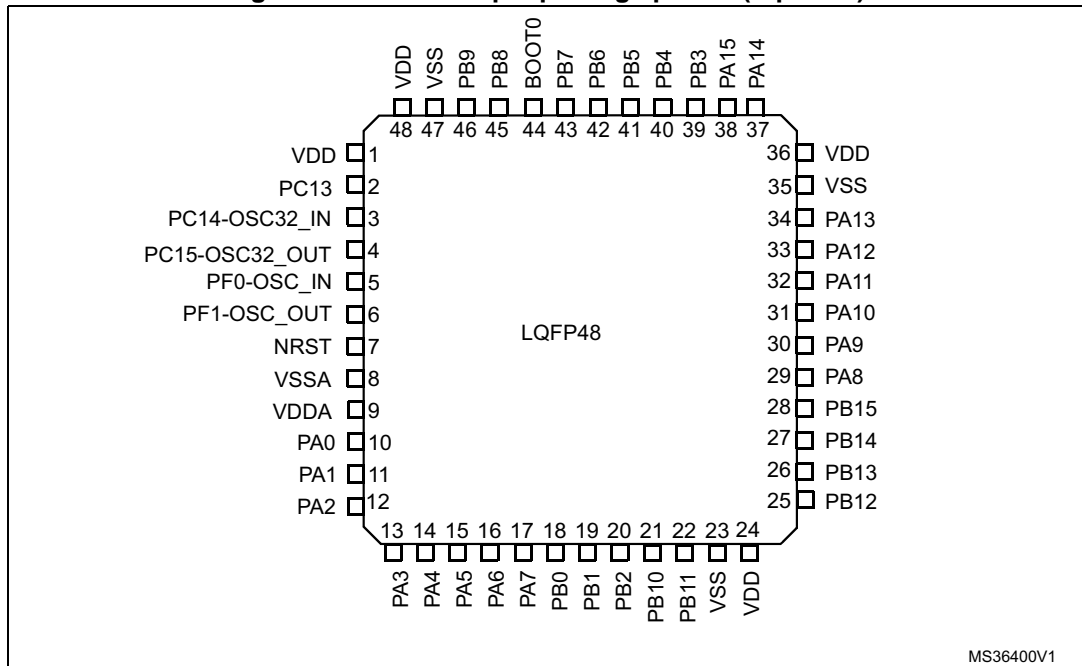 VDD
VSS
PB9
PB8
BOOT0
PB7
PB6
PB5
PB4
PB3
PA15
PA14
48 47 46 45 44 43 42 41 40 39 38 37
VDD 1
PC13 2
PC14-OSC32_IN 3
PC15-OSC32_OUT 4
PF0-OSC_IN 5
PF1-OSC_OUT 6
NRST 7
VSSA 8
VDDA 9
PA0 10
PA1 11
PA2 12
LQFP48
36 VDD
35 VSS
34 PA13
33 PA12
32 PA11
31 PA10
30 PA9
29 PA8
28 PB15
27 PB14
26 PB13
25 PB12
13 14 15 16 17 18 19 20 21 22 23 24
PA3
PA4
PA5
PA6
PA7
PB0
PB1
PB2
PB10
PB11
VSS
VDD
MS36400V1